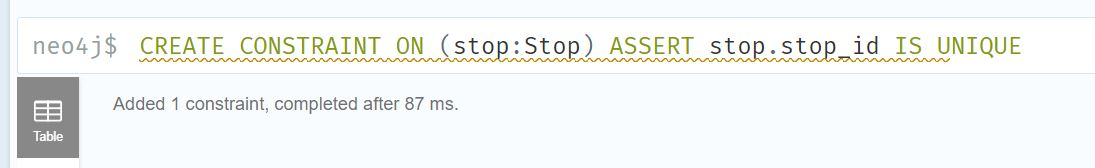 neo4j$ CREATE CONSTRAINT ON (stop:Stop) ASSERT stop.stop_id IS UNIQUE
Added 1 constraint, completed after 87 ms.
Table